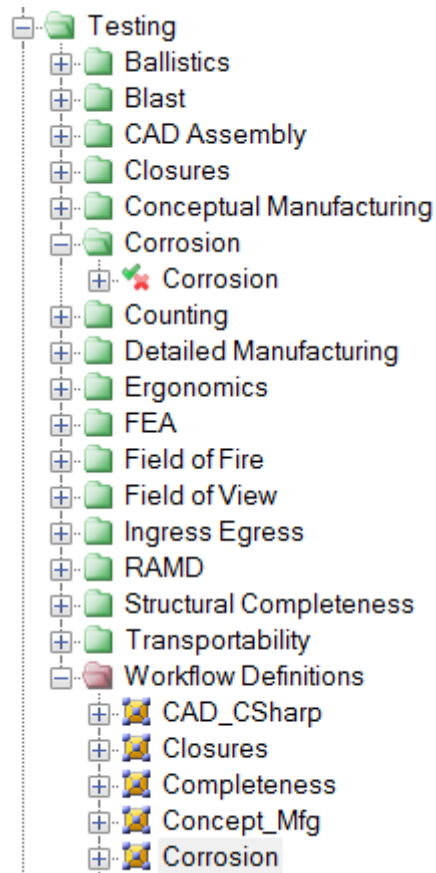 Testing
Ballistics
Blast
CAD Assembly
Closures
Conceptual Manufacturing
Corrosion
Corrosion
Counting
Detailed Manufacturing
Ergonomics
FEA
Field of Fire
Field of View
Ingress Egress
RAMD
Structural Completeness
Transportability
Workflow Definitions
CAD_CSharp
Closures
Completeness
Concept_Mfg
Corrosion